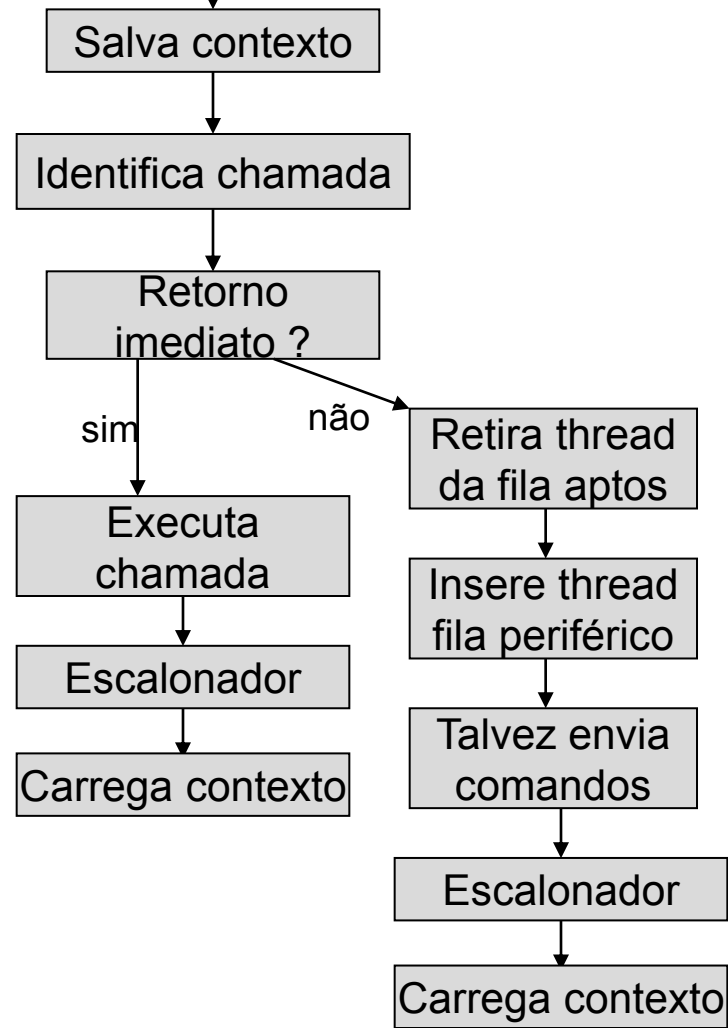 Salva contexto
Identifica chamada
Retorno
imediato ?
sim
não
Executa
chamada
Escalonador
Carrega contexto
Retira thread
da fila aptos
Insere thread
fila periférico
Talvez envia
comandos
Escalonador
Carrega contexto